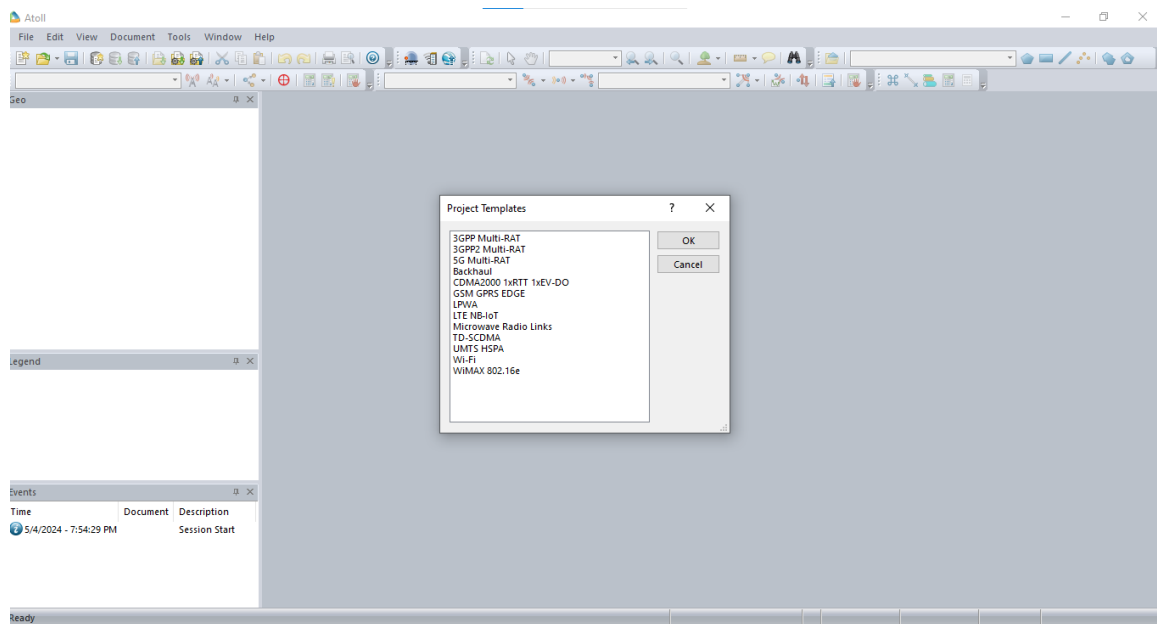 Atoll
File Edit View Document Tools Window Help
Geo
Project Templates
?
3GPP Multi-RAT
3GPP2 Multi-RAT
5G Multi-RAT
Backhaul
CDMA2000 1xRTT 1xEV-DO
GSM GPRS EDGE
LPWA
LTE NB-IoT
Microwave Radio Links
TD-SCDMA
UMTS HSPA
Wi-Fi
WiMAX 802.16e
OK
Cancel
Legend
Events
Time Document Description
5/4/2024 - 7:54:29 PM Session Start
Ready